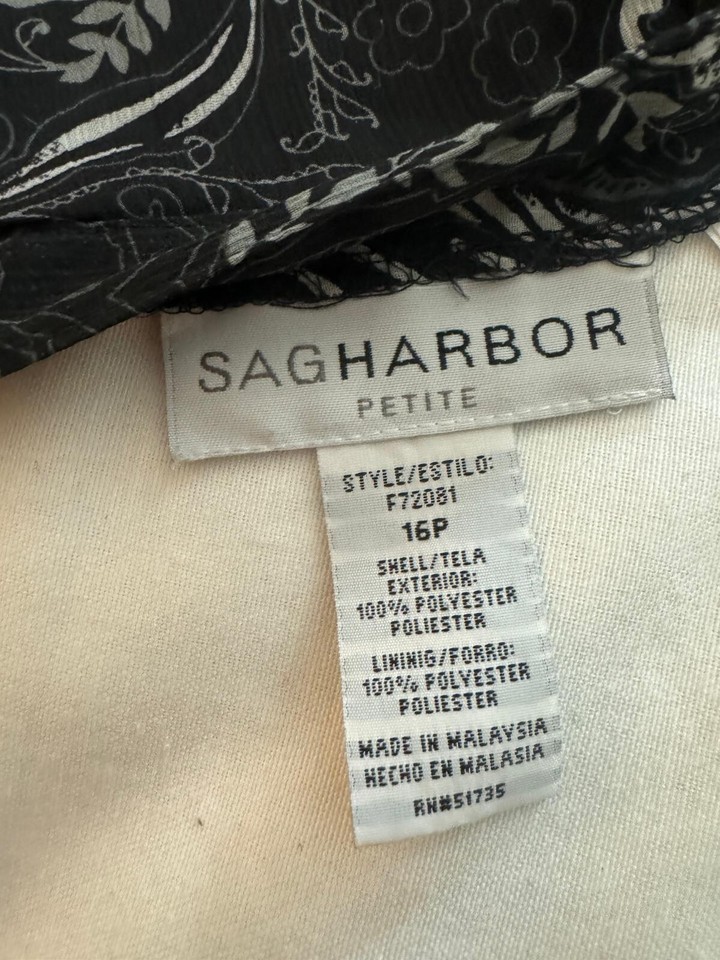 SAGHARBOR
PETITE
STYLE/ESTILO:
F72081
16P
SHELL/TELA
EXTERIOR:
100% POLYESTER
POLIESTER
LININIG/FORRO:
100% POLYESTER
POLIESTER
MADE IN MALAYSIA
HECHO EN MALASIA
RN#51735